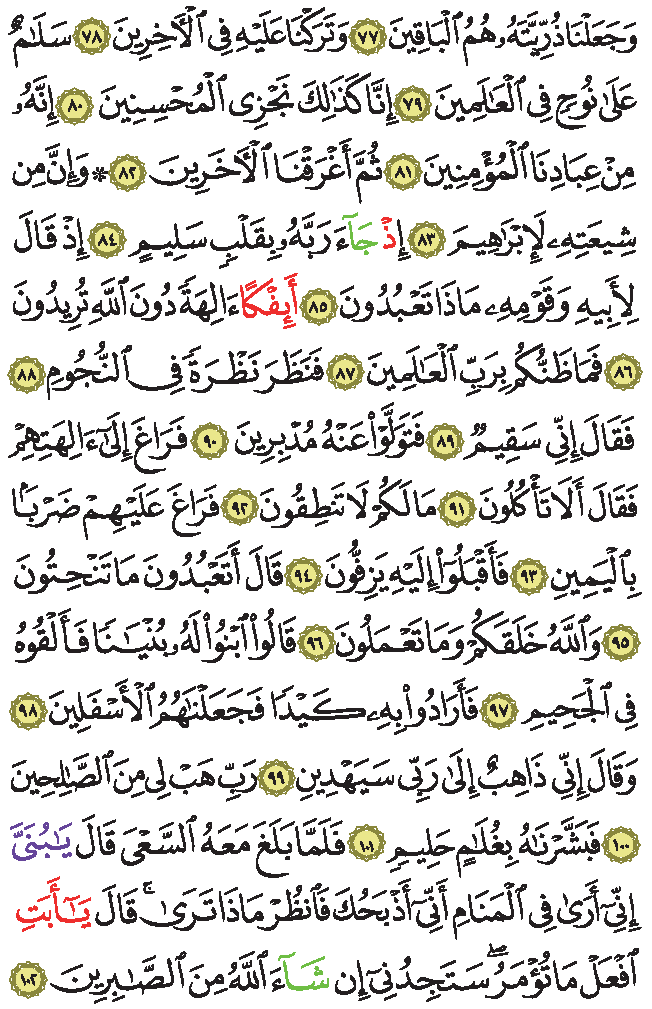 وَجَعَلْنَا ذُرِّيَّتَهُۥ هُمُ ٱلْبَاقِينَ ٧٧ وَتَرَكْنَا عَلَيْهِ فِى ٱلْأَخِرِينَ ٧٨ سَلَٰمٌ
عَلَىٰ نُوحٍ فِى ٱلْعَٰلَمِينَ ٧٩ إِنَّا كَذَٰلِكَ نَجْزِى ٱلْمُحْسِنِينَ ٨٠ إِنَّهُۥ
مِنْ عِبَادِنَا ٱلْمُؤْمِنِينَ ٨١ ثُمَّ أَغْرَقْنَا ٱلْأَخَرِينَ ٨٢ * وَإِنَّ مِن
شِيعَتِهِۦ لَإِبْرَٰهِيمَ ٨٣ إِذْ جَآءَ رَبَّهُۥ بِقَلْبٍ سَلِيمٍ ٨٤ إِذْ قَالَ
لِأَبِيهِ وَقَوْمِهِۦ مَاذَا تَعْبُدُونَ ٨٥ أَئِفْكًا ءَالِهَةً دُونَ ٱللَّهِ تُرِيدُونَ
٨٦ فَمَا ظَنُّكُم بِرَبِّ ٱلْعَٰلَمِينَ ٨٧ فَنَظَرَ نَظْرَةً فِى ٱلنُّجُومِ ٨٨
فَقَالَ إِنِّى سَقِيمٌ ٨٩ فَتَوَلَّوْا۟ عَنْهُ مُدْبِرِينَ ٩٠ فَرَاغَ إِلَىٰٓ ءَالِهَتِهِمْ
فَقَالَ أَلَا تَأْكُلُونَ ٩١ مَا لَكُمْ لَا تَنطِقُونَ ٩٢ فَرَاغَ عَلَيْهِمْ ضَرْبًۢا
بِٱلْيَمِينِ ٩٣ فَأَقْبَلُوٓا۟ إِلَيْهِ يَزِفُّونَ ٩٤ قَالَ أَتَعْبُدُونَ مَا تَنْحِتُونَ
٩٥ وَٱللَّهُ خَلَقَكُمْ وَمَا تَعْمَلُونَ ٩٦ قَالُوا۟ ٱبْنُوا۟ لَهُۥ بُنْيَٰنًا فَأَلْقُوهُ
فِى ٱلْجَحِيمِ ٩٧ فَأَرَادُوا۟ بِهِۦ كَيْدًا فَجَعَلْنَٰهُمُ ٱلْأَسْفَلِينَ ٩٨
وَقَالَ إِنِّى ذَاهِبٌ إِلَىٰ رَبِّى سَيَهْدِينِ ٩٩ رَبِّ هَبْ لِى مِنَ ٱلصَّٰلِحِينَ
١٠٠ فَبَشَّرْنَٰهُ بِغُلَٰمٍ حَلِيمٍ ١٠١ فَلَمَّا بَلَغَ مَعَهُ ٱلسَّعْىَ قَالَ يَٰبُنَىَّ
إِنِّىٓ أَرَىٰ فِى ٱلْمَنَامِ أَنِّىٓ أَذْبَحُكَ فَٱنظُرْ مَاذَا تَرَىٰ ۚ قَالَ يَٰٓأَبَتِ
ٱفْعَلْ مَا تُؤْمَرُ ۖ سَتَجِدُنِىٓ إِن شَآءَ ٱللَّهُ مِنَ ٱلصَّٰبِرِينَ ١٠٢